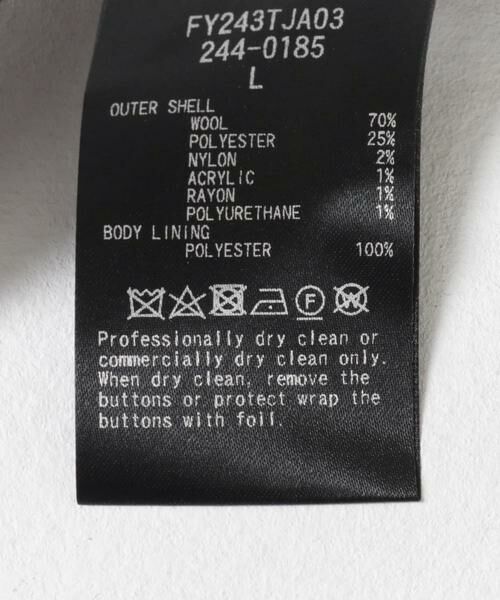 FY243TJA03
244-0185
L
OUTER SHELL
WOOL 70%
POLYESTER 25%
NYLON 2%
ACRYLIC 1%
RAYON 1%
POLYURETHANE 1%
BODY LINING
POLYESTER 100%
F W
Professionally dry clean or
commercially dry clean only.
When dry clean, remove the
buttons or protect wrap the
buttons with foil.